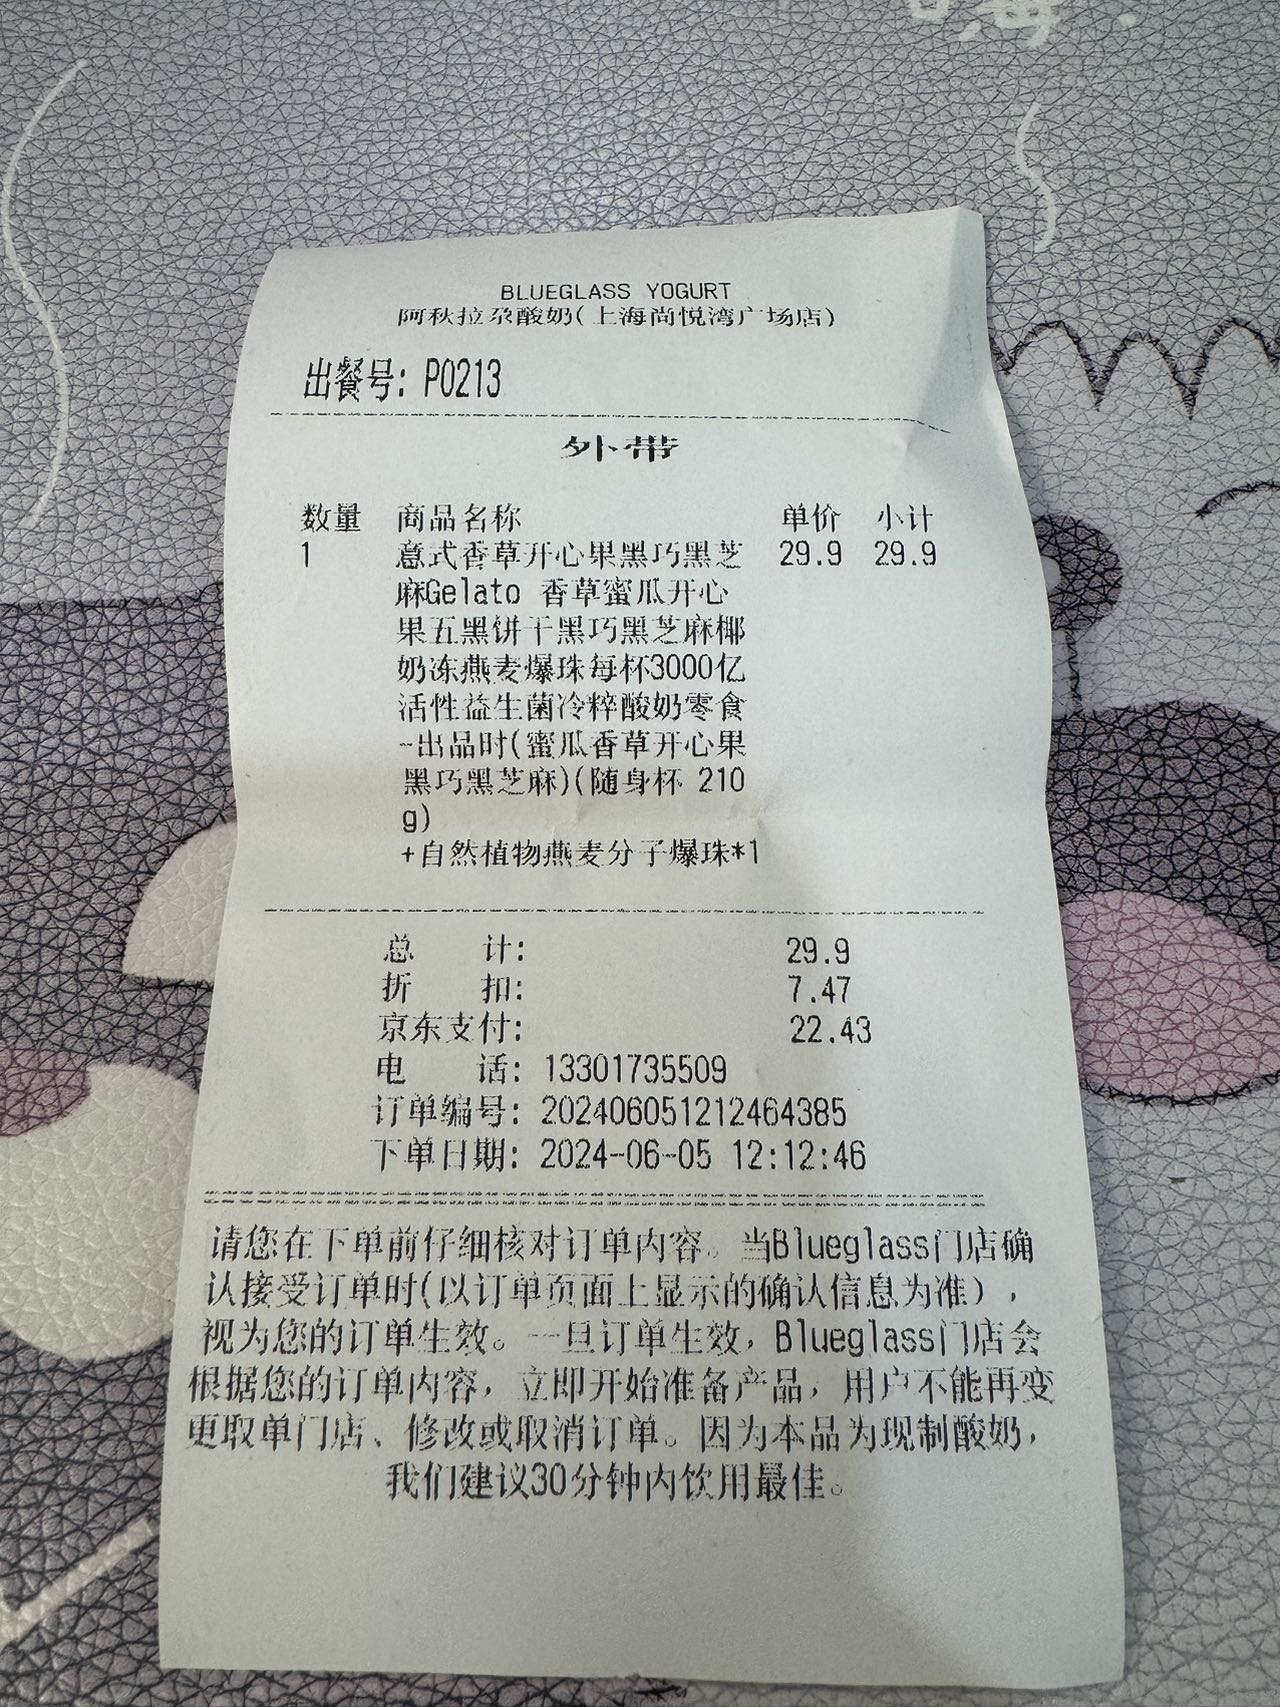 BLUEGLASS YOGURT
阿秋拉尕酸奶(上海尚悦湾广场店)
出餐号: P0213
外带
数量 商品名称 单价 小计
1 意式香草开心果黑巧黑芝 29.9 29.9
麻Gelato 香草蜜瓜开心
果五黑饼干黑巧黑芝麻椰
奶冻燕麦爆珠每杯3000亿
活性益生菌冷粹酸奶零食
-出品时(蜜瓜香草开心果
黑巧黑芝麻)(随身杯 210
g)
+自然植物燕麦分子爆珠*1
总 计: 29.9
折 扣: 7.47
京东支付: 22.43
电 话: 13301735509
订单编号: 2024060512124643​85
下单日期: 2024-06-05 12:12:46
请您在下单前仔细核对订单内容。当Blueglass门店确
认接受订单时(以订单页面上显示的确认信息为准),
视为您的订单生效。一旦订单生效, Blueglass门店会
根据您的订单内容, 立即开始准备产品, 用户不能再变
更取单门店、修改或取消订单。因为本品为现制酸奶,
我们建议30分钟内饮用最佳。